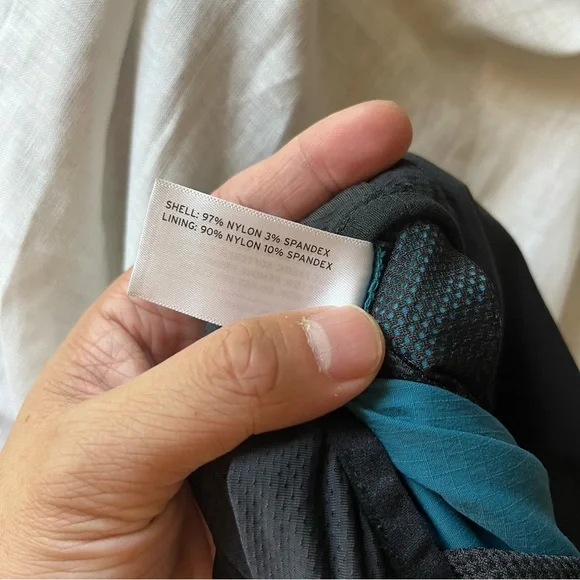 SHELL: 97% NYLON 3% SPANDEX
LINING: 90% NYLON 10% SPANDEX